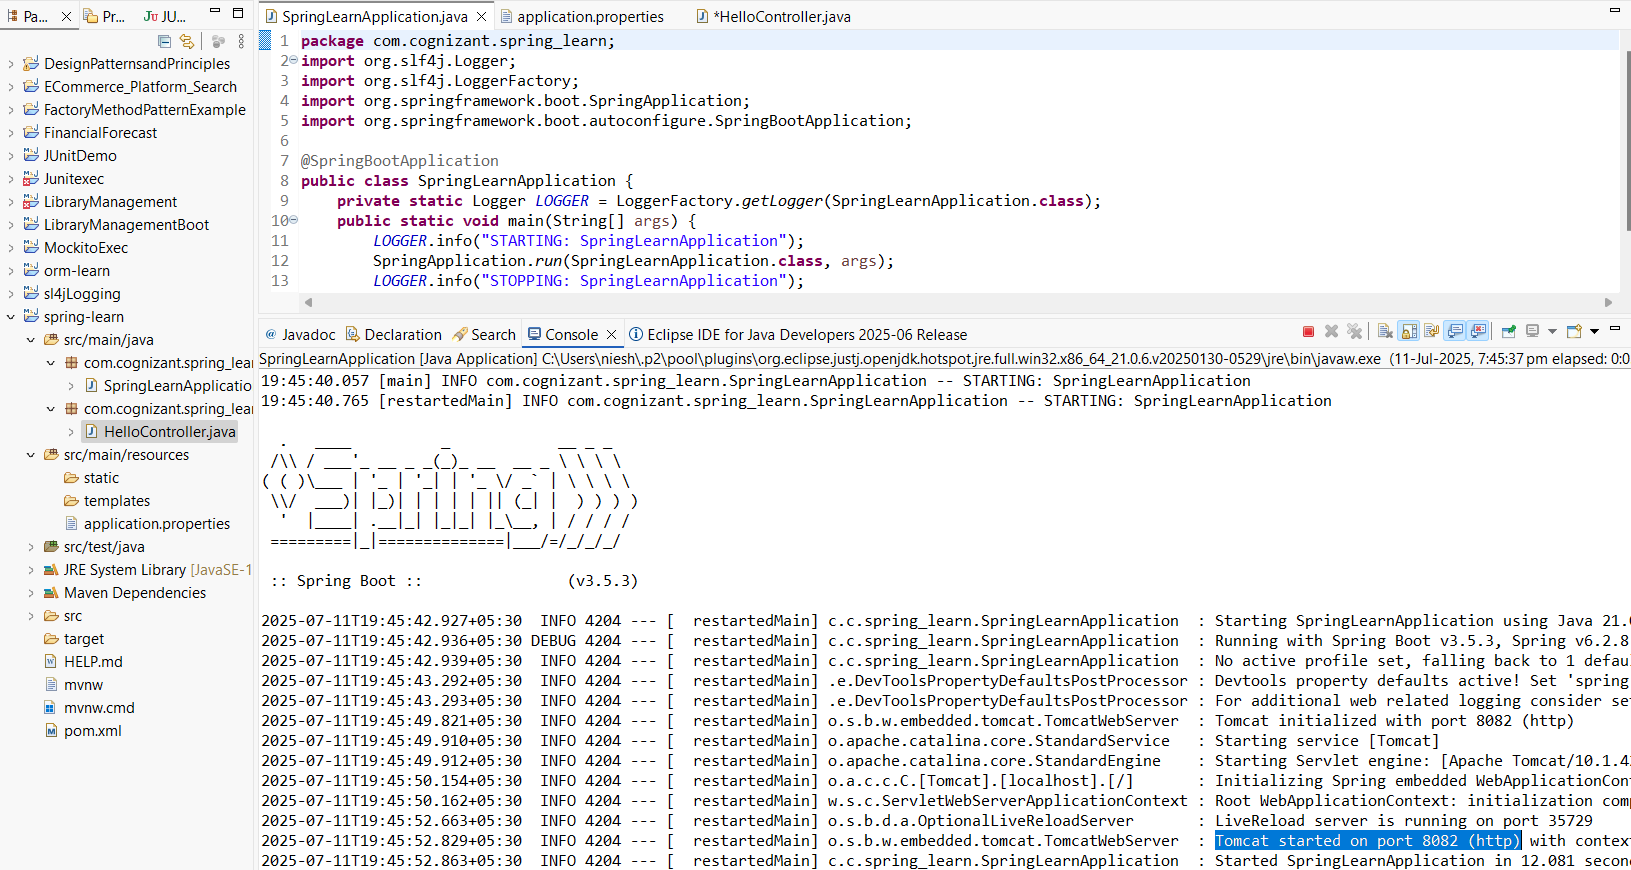 Pa... Pr... JU...
DesignPatternsandPrinciples
ECommerce_Platform_Search
FactoryMethodPatternExample
FinancialForecast
JUnitDemo
Junitexec
LibraryManagement
LibraryManagementBoot
MockitoExec
orm-learn
sl4jLogging
spring-learn
src/main/java
com.cognizant.spring_lear
SpringLearnApplicatio
com.cognizant.spring_lear
HelloController.java
src/main/resources
static
templates
application.properties
src/test/java
JRE System Library [JavaSE-1
Maven Dependencies
src
target
HELP.md
mvnw
mvnw.cmd
pom.xml
SpringLearnApplication.java application.properties *HelloController.java
1 package com.cognizant.spring_learn;
2 import org.slf4j.Logger;
3 import org.slf4j.LoggerFactory;
4 import org.springframework.boot.SpringApplication;
5 import org.springframework.boot.autoconfigure.SpringBootApplication;
6
7 @SpringBootApplication
8 public class SpringLearnApplication {
9 private static Logger LOGGER = LoggerFactory.getLogger(SpringLearnApplication.class);
10 public static void main(String[] args) {
11 LOGGER.info("STARTING: SpringLearnApplication");
12 SpringApplication.run(SpringLearnApplication.class, args);
13 LOGGER.info("STOPPING: SpringLearnApplication");
@ Javadoc Declaration Search Console Eclipse IDE for Java Developers 2025-06 Release
SpringLearnApplication [Java Application] C:\Users\niesh\.p2\pool\plugins\org.eclipse.justj.openjdk.hotspot.jre.full.win32.x86_64_21.0.6.v20250130-0529\jre\bin\javaw.exe (11-Jul-2025, 7:45:37 pm elapsed: 0:0
19:45:40.057 [main] INFO com.cognizant.spring_learn.SpringLearnApplication -- STARTING: SpringLearnApplication
19:45:40.765 [restartedMain] INFO com.cognizant.spring_learn.SpringLearnApplication -- STARTING: SpringLearnApplication
  .   ____          _            __ _ _
 /\\ / ___'_ __ _ _(_)_ __  __ _ \ \ \ \
( ( )\___ | '_ | '_| | '_ \/ _` | \ \ \ \
 \\/  ___)| |_)| | | | | || (_| |  ) ) ) )
  '  |____| .__|_| |_|_| |_\__, | / / / /
 =========|_|==============|___/=/_/_/_/
:: Spring Boot :: (v3.5.3)
2025-07-11T19:45:42.927+05:30 INFO 4204 --- [ restartedMain] c.c.spring_learn.SpringLearnApplication : Starting SpringLearnApplication using Java 21.0
2025-07-11T19:45:42.936+05:30 DEBUG 4204 --- [ restartedMain] c.c.spring_learn.SpringLearnApplication : Running with Spring Boot v3.5.3, Spring v6.2.8
2025-07-11T19:45:42.939+05:30 INFO 4204 --- [ restartedMain] c.c.spring_learn.SpringLearnApplication : No active profile set, falling back to 1 defau
2025-07-11T19:45:43.292+05:30 INFO 4204 --- [ restartedMain] .e.DevToolsPropertyDefaultsPostProcessor : Devtools property defaults active! Set 'spring
2025-07-11T19:45:43.293+05:30 INFO 4204 --- [ restartedMain] .e.DevToolsPropertyDefaultsPostProcessor : For additional web related logging consider se
2025-07-11T19:45:49.821+05:30 INFO 4204 --- [ restartedMain] o.s.b.w.embedded.tomcat.TomcatWebServer : Tomcat initialized with port 8082 (http)
2025-07-11T19:45:49.910+05:30 INFO 4204 --- [ restartedMain] o.apache.catalina.core.StandardService : Starting service [Tomcat]
2025-07-11T19:45:49.912+05:30 INFO 4204 --- [ restartedMain] o.apache.catalina.core.StandardEngine : Starting Servlet engine: [Apache Tomcat/10.1.42
2025-07-11T19:45:50.154+05:30 INFO 4204 --- [ restartedMain] o.a.c.c.C.[Tomcat].[localhost].[/] : Initializing Spring embedded WebApplicationCon
2025-07-11T19:45:50.162+05:30 INFO 4204 --- [ restartedMain] w.s.c.ServletWebServerApplicationContext : Root WebApplicationContext: initialization comp
2025-07-11T19:45:52.663+05:30 INFO 4204 --- [ restartedMain] o.s.b.d.a.OptionalLiveReloadServer : LiveReload server is running on port 35729
2025-07-11T19:45:52.829+05:30 INFO 4204 --- [ restartedMain] o.s.b.w.embedded.tomcat.TomcatWebServer : Tomcat started on port 8082 (http) with context
2025-07-11T19:45:52.863+05:30 INFO 4204 --- [ restartedMain] c.c.spring_learn.SpringLearnApplication : Started SpringLearnApplication in 12.081 secon